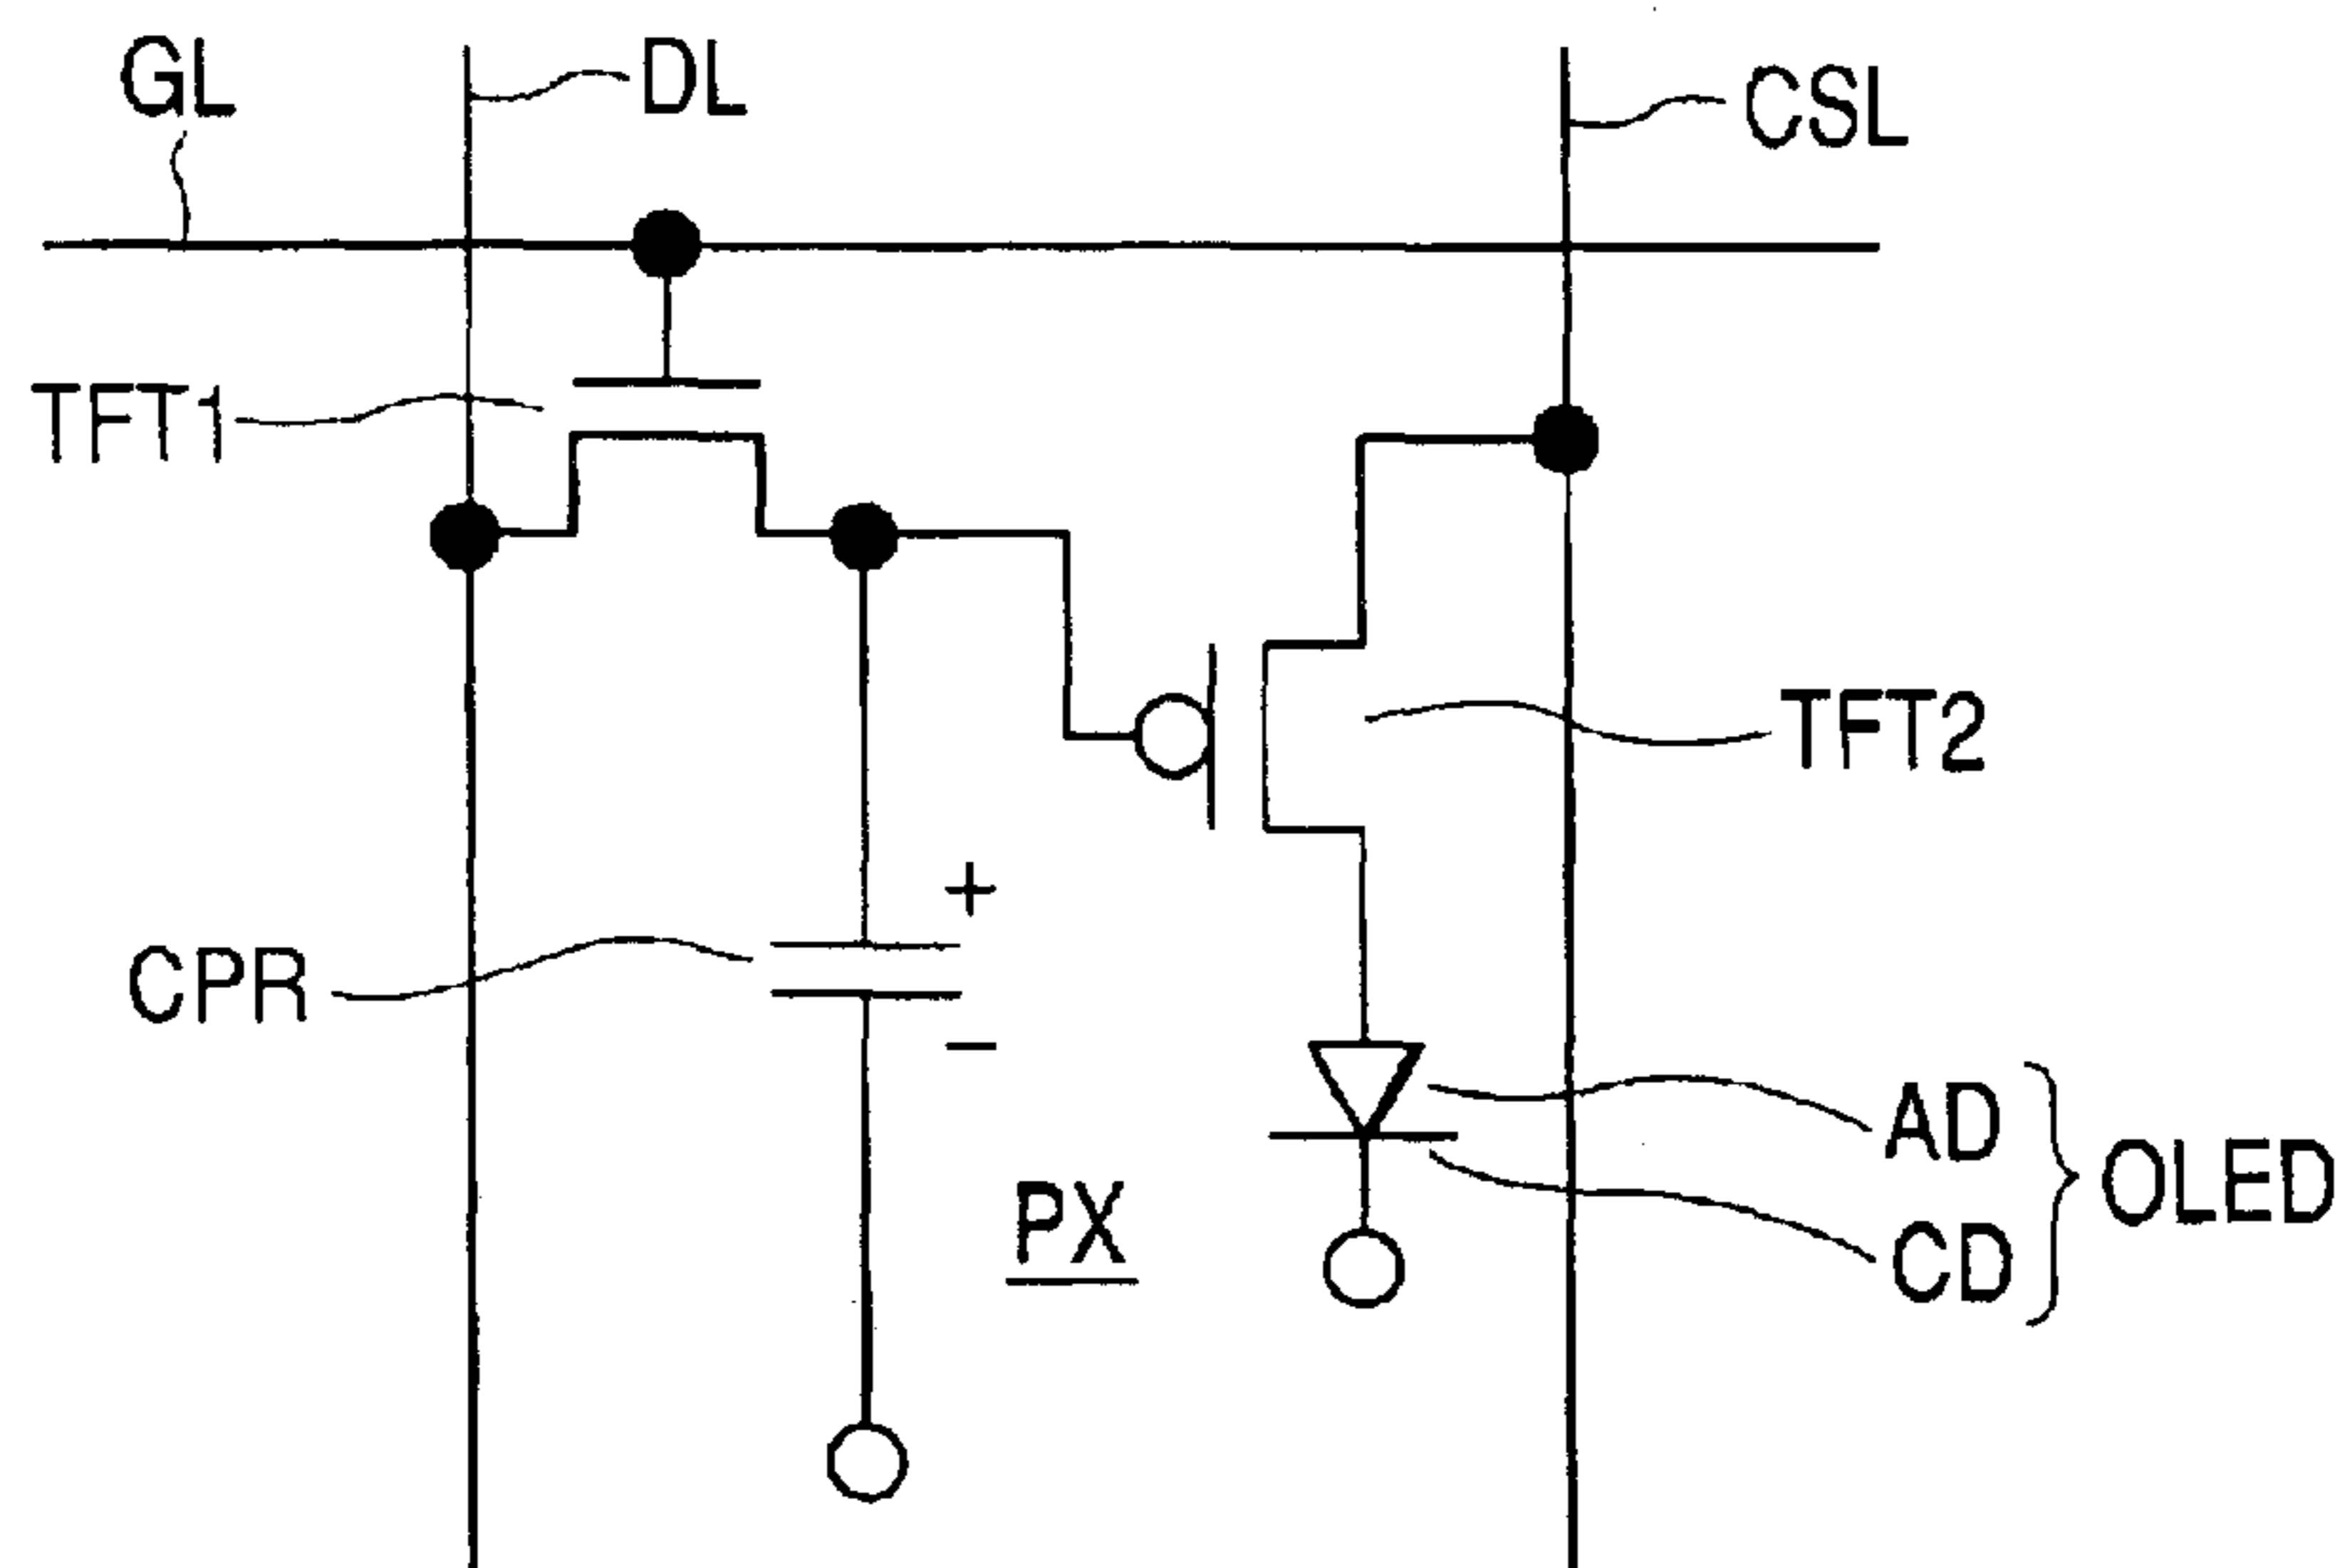 GL
DL
CSL
TFT1
TFT2
+
CPR
−
AD
OLED
PX
CD